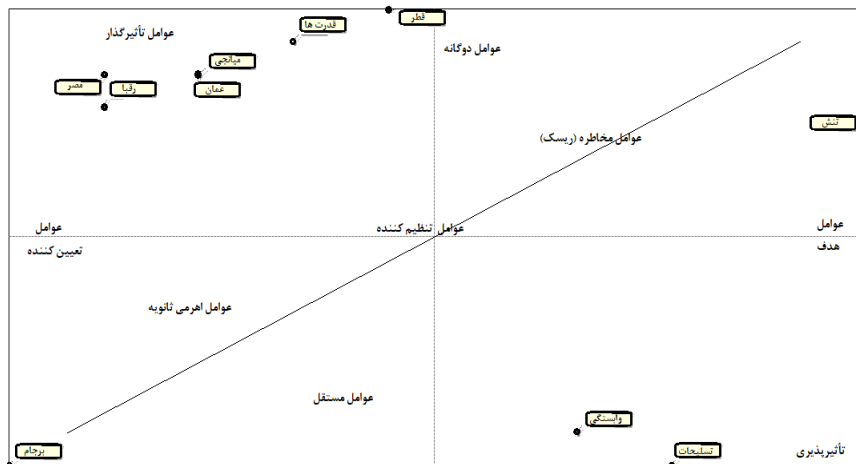 قطر
قدرت ها
عوامل تأثیرگذار
عوامل دوگانه
میانجی
مصر
رقبا
عمان
تنش
عوامل مخاطره (ریسک)
عوامل
عوامل تنظیم کننده
عوامل
تعیین کننده
هدف
عوامل اهرمی ثانویه
عوامل مستقل
وابستگی
برجام
تسلیحات
تأثیرپذیری